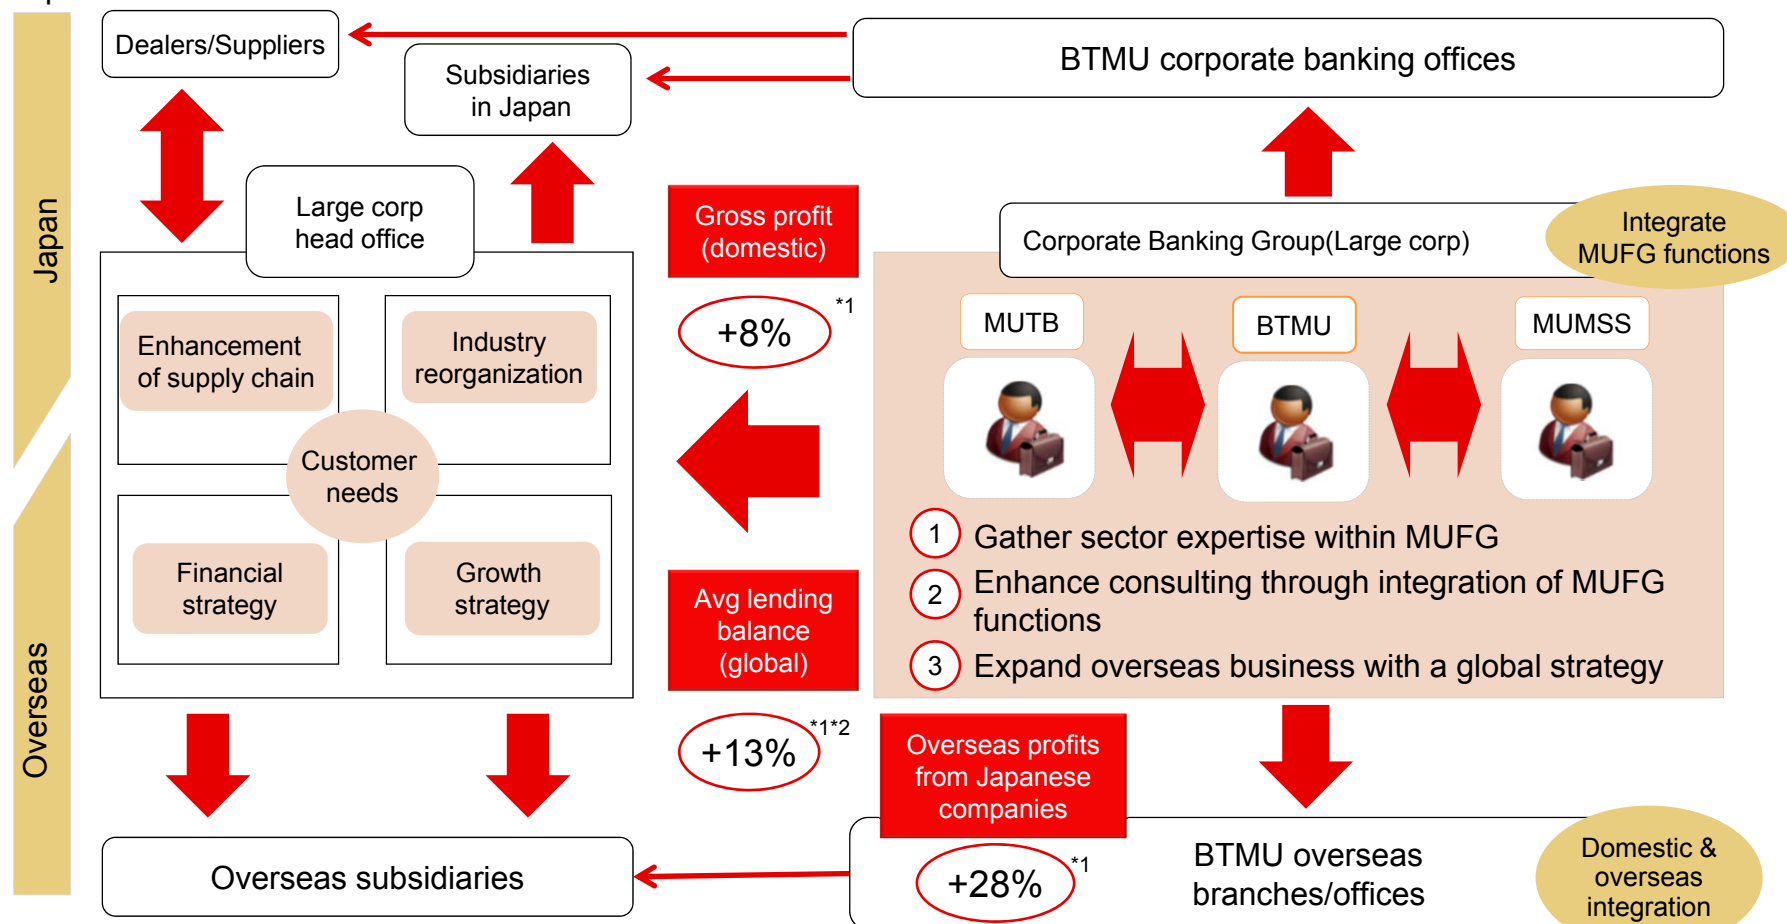 Dealers/Suppliers
Subsidiaries
in Japan
BTMU corporate banking offices
Japan
Large corp
head office
Gross profit
(domestic)
+8%
*1
Corporate Banking Group(Large corp)
Integrate
MUFG functions
MUTB
BTMU
MUMSS
Enhancement
of supply chain
Industry
reorganization
Customer
needs
Financial
strategy
Growth
strategy
1 Gather sector expertise within MUFG
2 Enhance consulting through integration of MUFG
functions
3 Expand overseas business with a global strategy
Avg lending
balance
(global)
+13%
*1*2
Overseas
Overseas profits
from Japanese
companies
+28%
*1
Overseas subsidiaries
BTMU overseas
branches/offices
Domestic &
overseas
integration